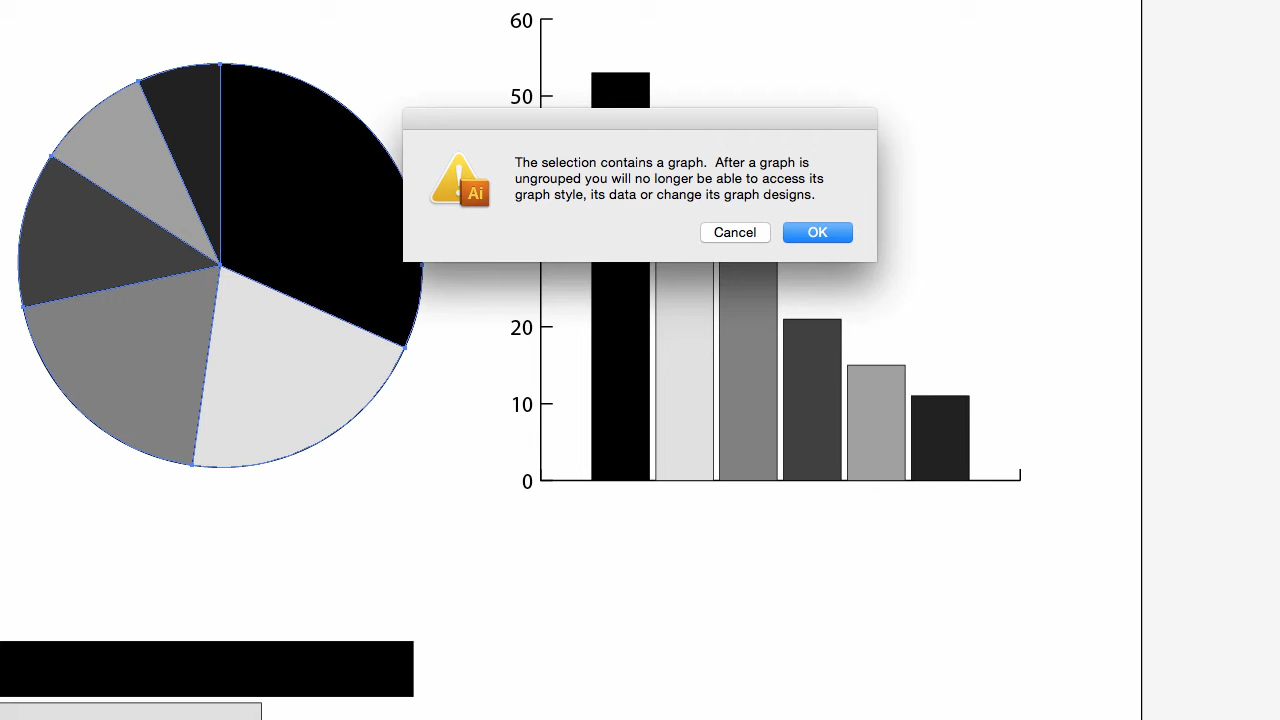 60
50
The selection contains a graph.  After a graph is
ungrouped you will no longer be able to access its
graph style, its data or change its graph designs.
Ai
Cancel
OK
20
10
0